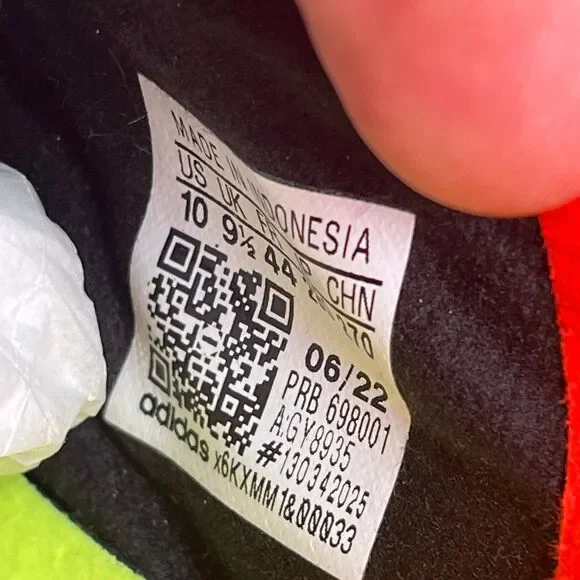 MADE IN INDONESIA
US UK FR CHN
10 9½ 44 270
06/22
PRB 698001
A:GY8935
#130342025
adidas x6KXMM1&00033